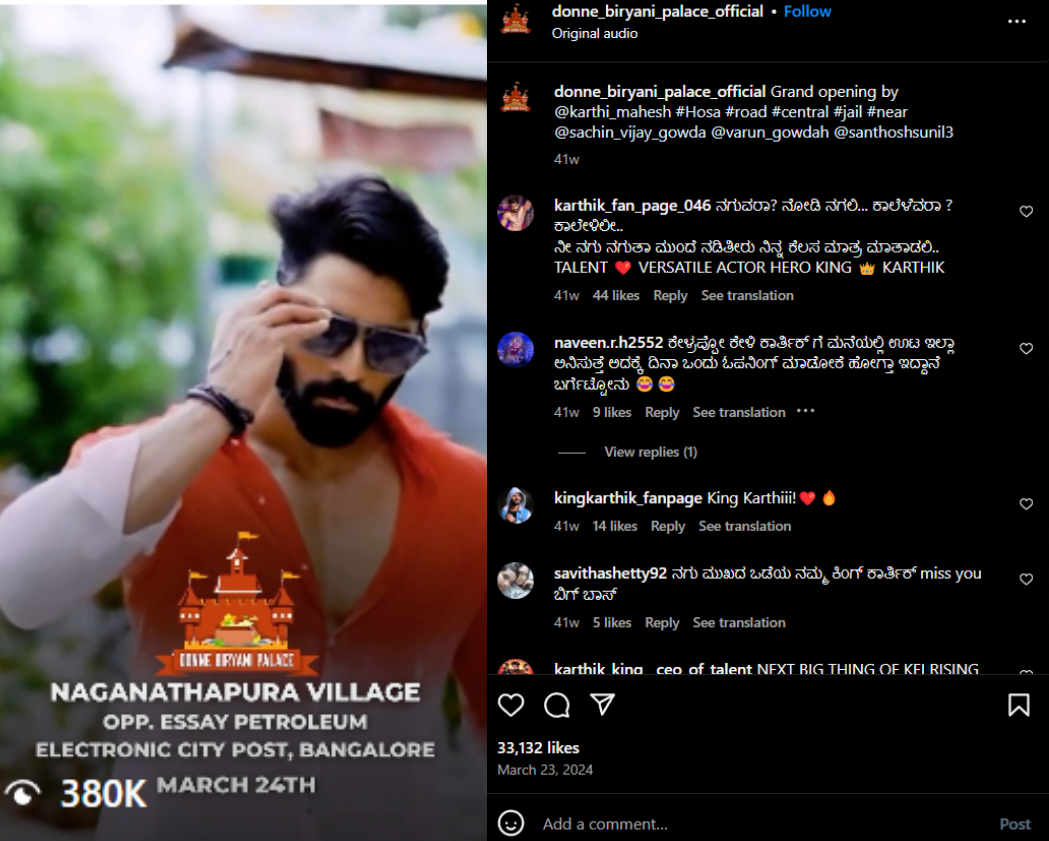 DONNE BIRYANI PALACE
NAGANATHAPURA VILLAGE
OPP. ESSAY PETROLEUM
ELECTRONIC CITY POST, BANGALORE
MARCH 24TH
380K
donne_biryani_palace_official • Follow
Original audio
donne_biryani_palace_official Grand opening by
@karthi_mahesh #Hosa #road #central #jail #near
@sachin_vijay_gowda @varun_gowdah @santhoshsunil3
41w
karthik_fan_page_046 ನಗುವರಾ? ನೋಡಿ ನಗಲಿ... ಕಾಲೆಳೆವರಾ ?
ಕಾಲೇಳಿಲೀ..
ನೀ ನಗು ನಗುತಾ ಮುಂದೆ ನಡಿತೀರು ನಿನ್ನ ಕೆಲಸ ಮಾತ್ರ ಮಾತಾಡಲಿ..
TALENT ❤️ VERSATILE ACTOR HERO KING 👑 KARTHIK
41w 44 likes Reply See translation
naveen.r.h2552 ಕೇಳ್ರಪ್ಪೋ ಕೇಳಿ ಕಾರ್ತಿಕ್ ಗೆ ಮನೆಯಲ್ಲಿ ಊಟ ಇಲ್ಲಾ
ಅನಿಸುತ್ತೆ ಅದಕ್ಕೆ ದಿನಾ ಒಂದು ಓಪನಿಂಗ್ ಮಾಡೋಕೆ ಹೋಗ್ತಾ ಇದ್ದಾನೆ
ಬರ್ಗೆಟ್ಟೋನು 😂 😂
41w 9 likes Reply See translation •••
View replies (1)
kingkarthik_fanpage King Karthiii!❤️🔥
41w 14 likes Reply See translation
savithashetty92 ನಗು ಮುಖದ ಒಡೆಯ ನಮ್ಮ ಕಿಂಗ್ ಕಾರ್ತಿಕ್ miss you
ಬಿಗ್ ಬಾಸ್
41w 5 likes Reply See translation
karthik_king__ceo_of_talent NEXT BIG THING OF KFI RISING
33,132 likes
March 23, 2024
Add a comment...
Post